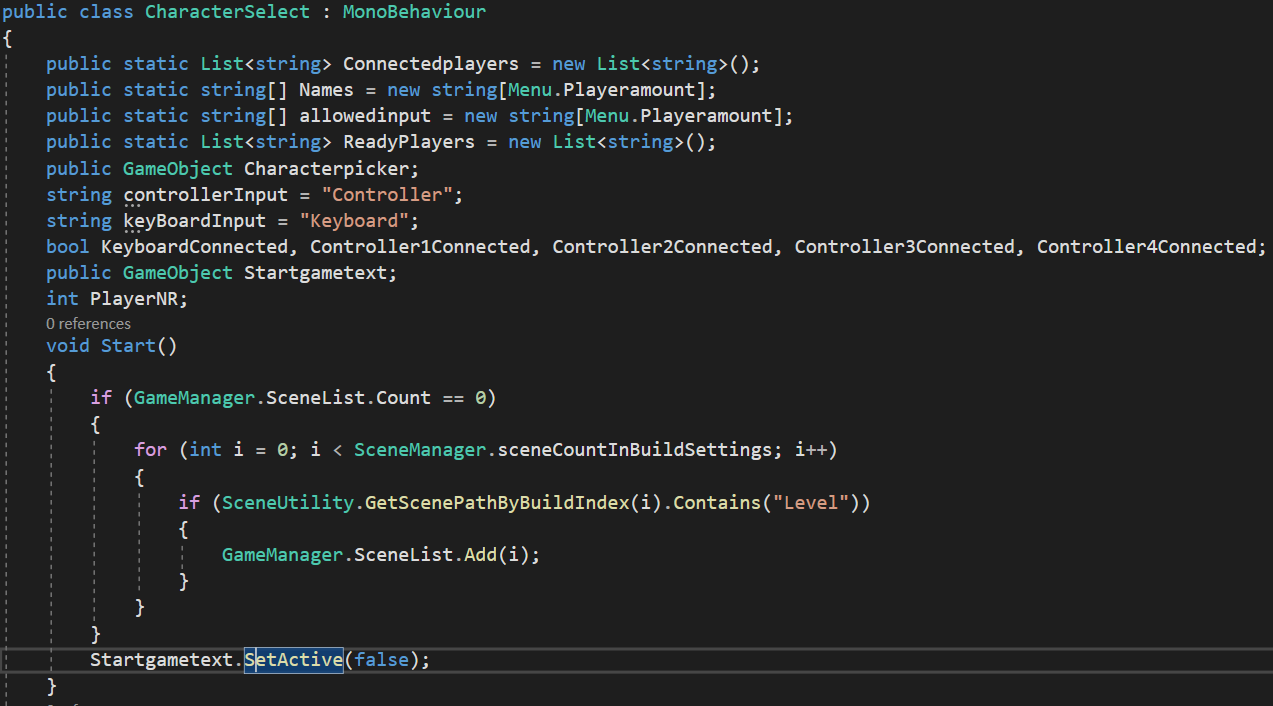 public class CharacterSelect : MonoBehaviour
{
public static List<string> Connectedplayers = new List<string>();
public static string[] Names = new string[Menu.Playeramount];
public static string[] allowedinput = new string[Menu.Playeramount];
public static List<string> ReadyPlayers = new List<string>();
public GameObject Characterpicker;
string controllerInput = "Controller";
string keyBoardInput = "Keyboard";
bool KeyboardConnected, Controller1Connected, Controller2Connected, Controller3Connected, Controller4Connected;
public GameObject Startgametext;
int PlayerNR;
0 references
void Start()
{
if (GameManager.SceneList.Count == 0)
{
for (int i = 0; i < SceneManager.sceneCountInBuildSettings; i++)
{
if (SceneUtility.GetScenePathByBuildIndex(i).Contains("Level"))
{
GameManager.SceneList.Add(i);
}
}
}
Startgametext.SetActive(false);
}